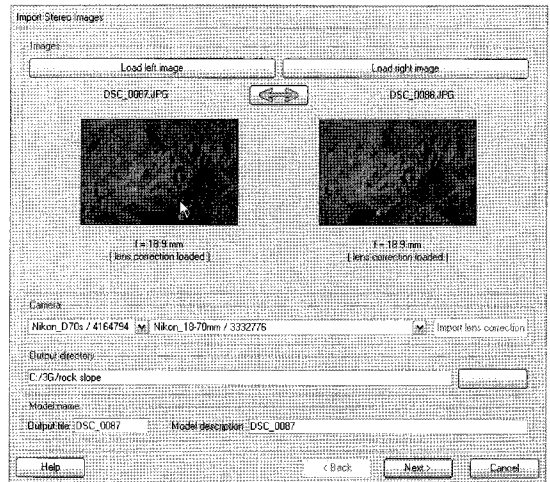 Import Stereo Images
Images
Load left image Load right image
DSC_0087.JPG DSC_0088.JPG
f = 18.9 mm f = 18.9 mm
[ lens correction loaded ] [ lens correction loaded ]
Camera
Nikon_D70s / 4164794 Nikon_18-70mm / 3332776 Import lens correction
Output directory
C:/3G/rock slope
Model name
Output file DSC_0087 Model description DSC_0087
Help < Back Next > Cancel